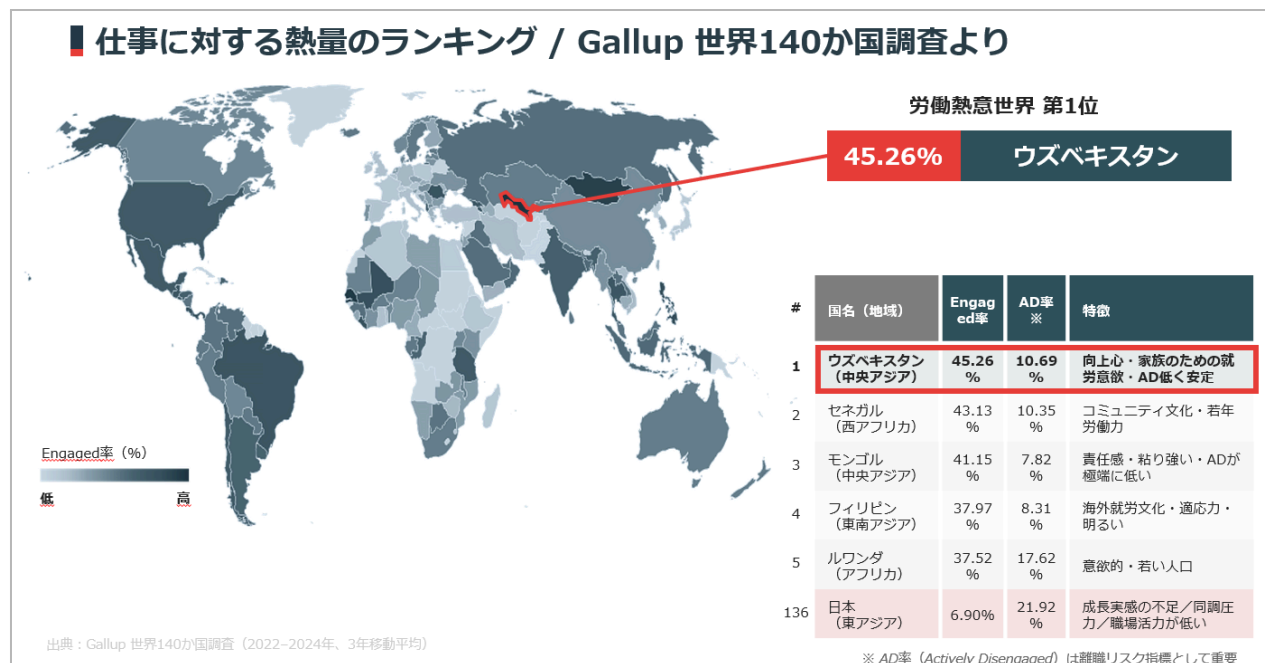 仕事に対する熱量のランキング / Gallup 世界140か国調査より
労働熱意世界 第1位
45.26% ウズベキスタン
Engaged率（%）
低 高
# 国名（地域） Engag
ed率 AD率
※ 特徴
1 ウズベキスタン
（中央アジア） 45.26
% 10.69
% 向上心・家族のための就
労意欲・AD低く安定
2 セネガル
（西アフリカ） 43.13
% 10.35
% コミュニティ文化・若年
労働力
3 モンゴル
（中央アジア） 41.15
% 7.82
% 責任感・粘り強い・ADが
極端に低い
4 フィリピン
（東南アジア） 37.97
% 8.31
% 海外就労文化・適応力・
明るい
5 ルワンダ
（アフリカ） 37.52
% 17.62
% 意欲的・若い人口
136 日本
（東アジア） 6.90% 21.92
% 成長実感の不足／同調圧
力／職場活力が低い
出典：Gallup 世界140か国調査（2022–2024年、3年移動平均）
※ AD率（Actively Disengaged）は離職リスク指標として重要